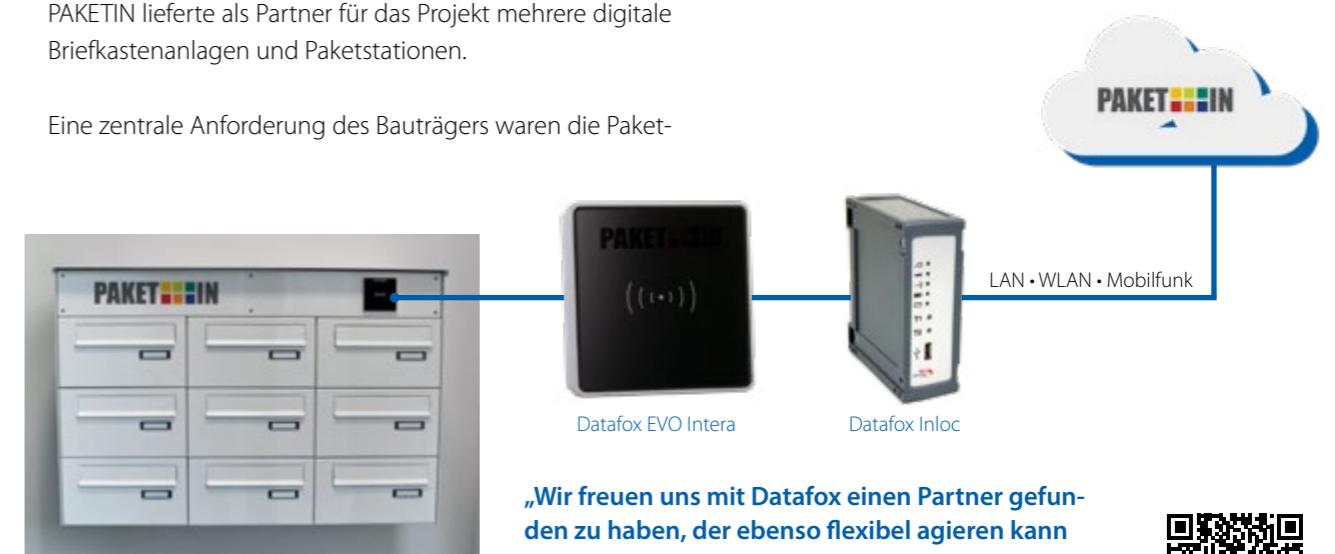 PAKETIN lieferte als Partner für das Projekt mehrere digitale
Briefkastenanlagen und Paketstationen.
Eine zentrale Anforderung des Bauträgers waren die Paket-
PAKETIN
PAKETIN
PAKETIN
LAN • WLAN • Mobilfunk
Datafox EVO Intera
Datafox Inloc
„Wir freuen uns mit Datafox einen Partner gefun-
den zu haben, der ebenso flexibel agieren kann